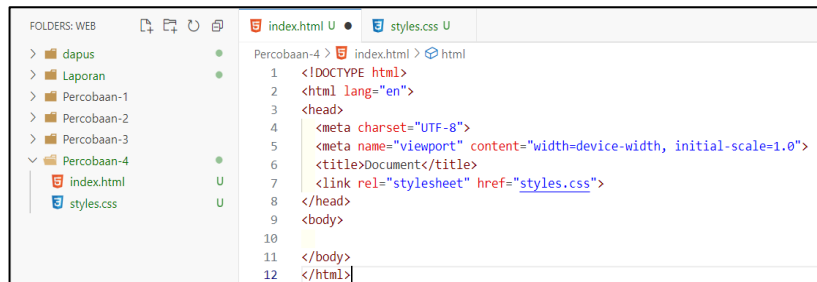 FOLDERS: WEB
dapus
Laporan
Percobaan-1
Percobaan-2
Percobaan-3
Percobaan-4
index.html U
styles.css U
index.html U
styles.css U
Percobaan-4 > index.html > html
1 <!DOCTYPE html>
2 <html lang="en">
3 <head>
4 <meta charset="UTF-8">
5 <meta name="viewport" content="width=device-width, initial-scale=1.0">
6 <title>Document</title>
7 <link rel="stylesheet" href="styles.css">
8 </head>
9 <body>
10
11 </body>
12 </html>